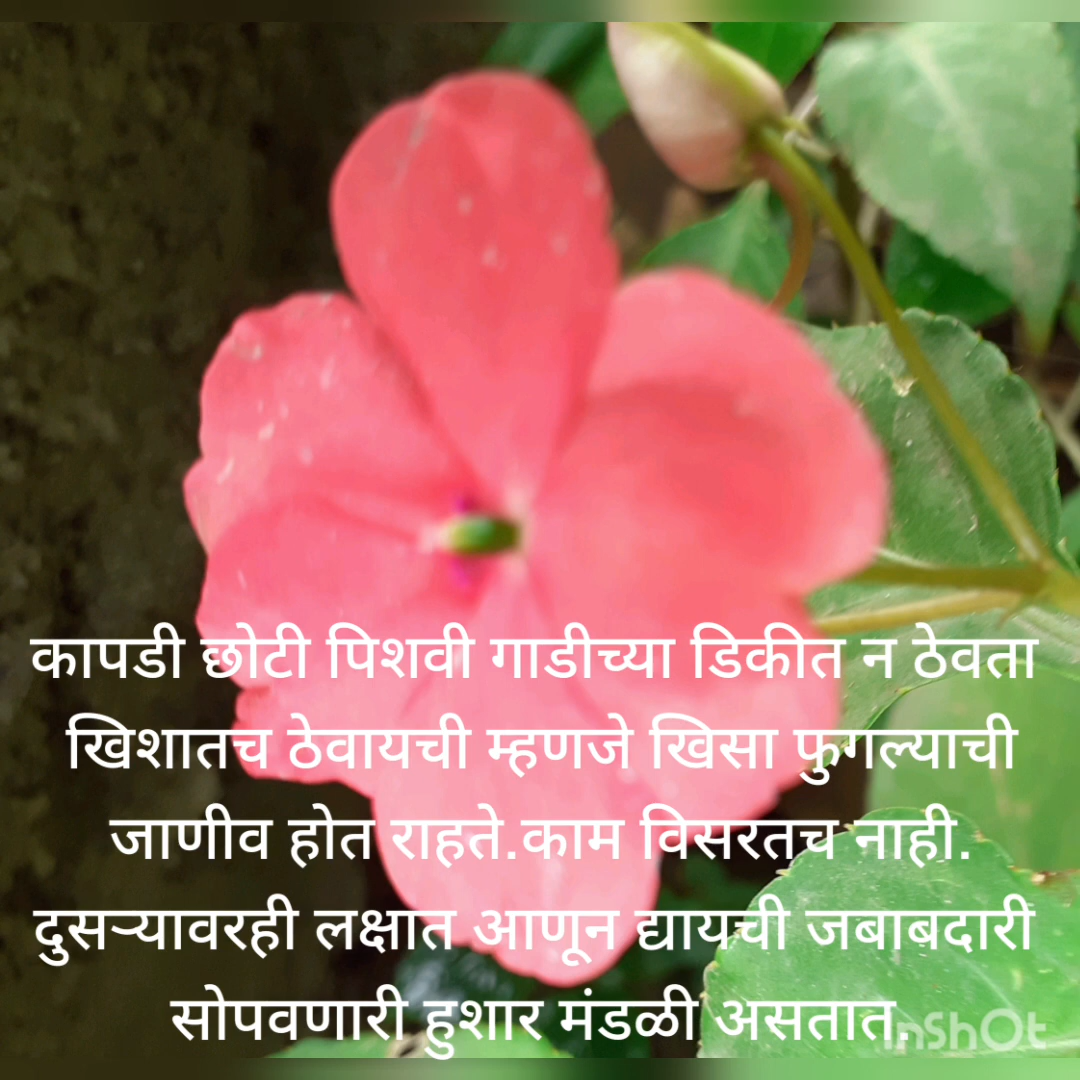 कापडी छोटी पिशवी गाडीच्या डिकीत न ठेवता
खिशातच ठेवायची म्हणजे खिसा फुगल्याची
जाणीव होत राहते.काम विसरतच नाही.
दुसऱ्यावरही लक्षात आणून द्यायची जबाबदारी
सोपवणारी हुशार मंडळी असतात.
InShOt